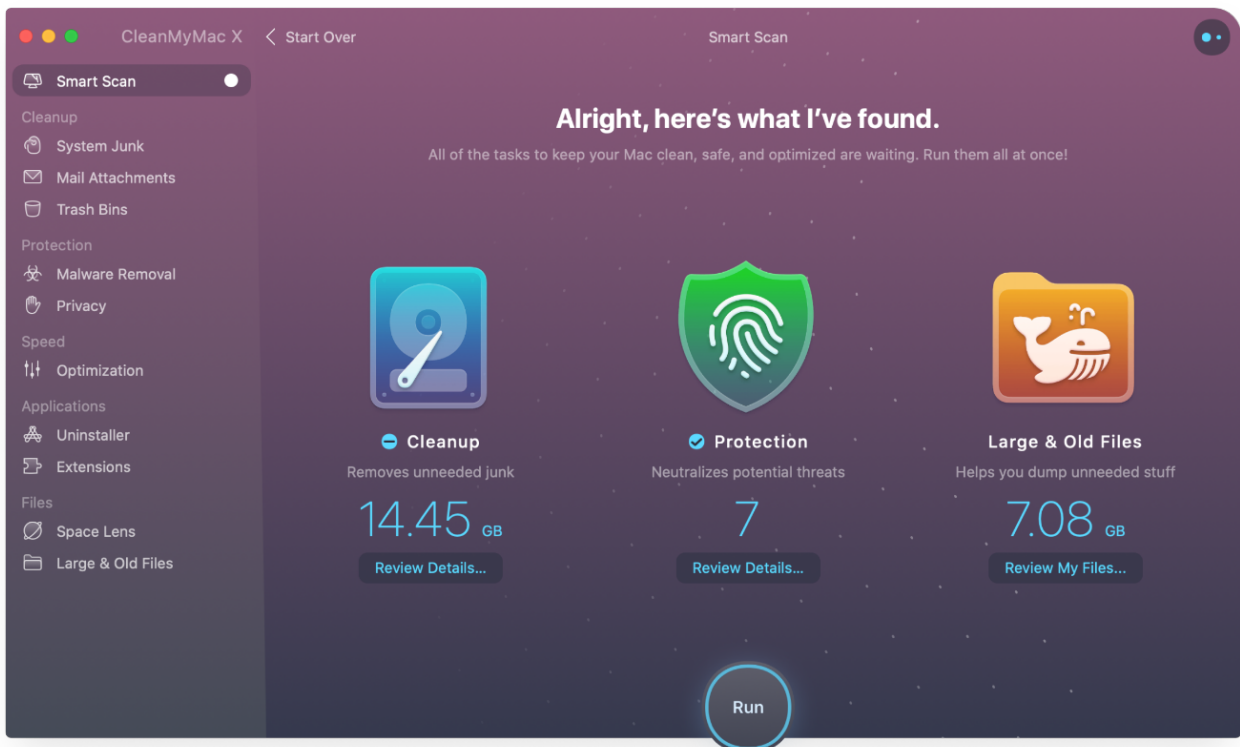 CleanMyMac X
Start Over
Smart Scan
Smart Scan
Cleanup
System Junk
Mail Attachments
Trash Bins
Protection
Malware Removal
Privacy
Speed
Optimization
Applications
Uninstaller
Extensions
Files
Space Lens
Large & Old Files
Alright, here's what I've found.
All of the tasks to keep your Mac clean, safe, and optimized are waiting. Run them all at once!
Cleanup
Removes unneeded junk
14.45 GB
Review Details...
Protection
Neutralizes potential threats
7
Review Details...
Large & Old Files
Helps you dump unneeded stuff
7.08 GB
Review My Files...
Run